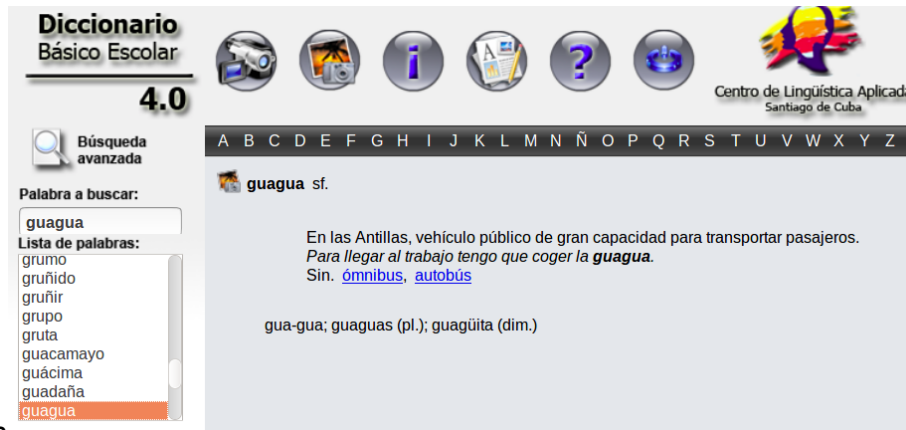 Diccionario
Básico Escolar
4.0
Centro de Lingüística Aplicada
Santiago de Cuba
Búsqueda
avanzada
A B C D E F G H I J K L M N Ñ O P Q R S T U V W X Y Z
Palabra a buscar:
guagua
Lista de palabras:
grumo
gruñido
gruñir
grupo
gruta
guacamayo
guácima
guadaña
guagua
guagua sf.
En las Antillas, vehículo público de gran capacidad para transportar pasajeros.
Para llegar al trabajo tengo que coger la guagua.
Sin. ómnibus, autobús
gua-gua; guaguas (pl.); guagüita (dim.)